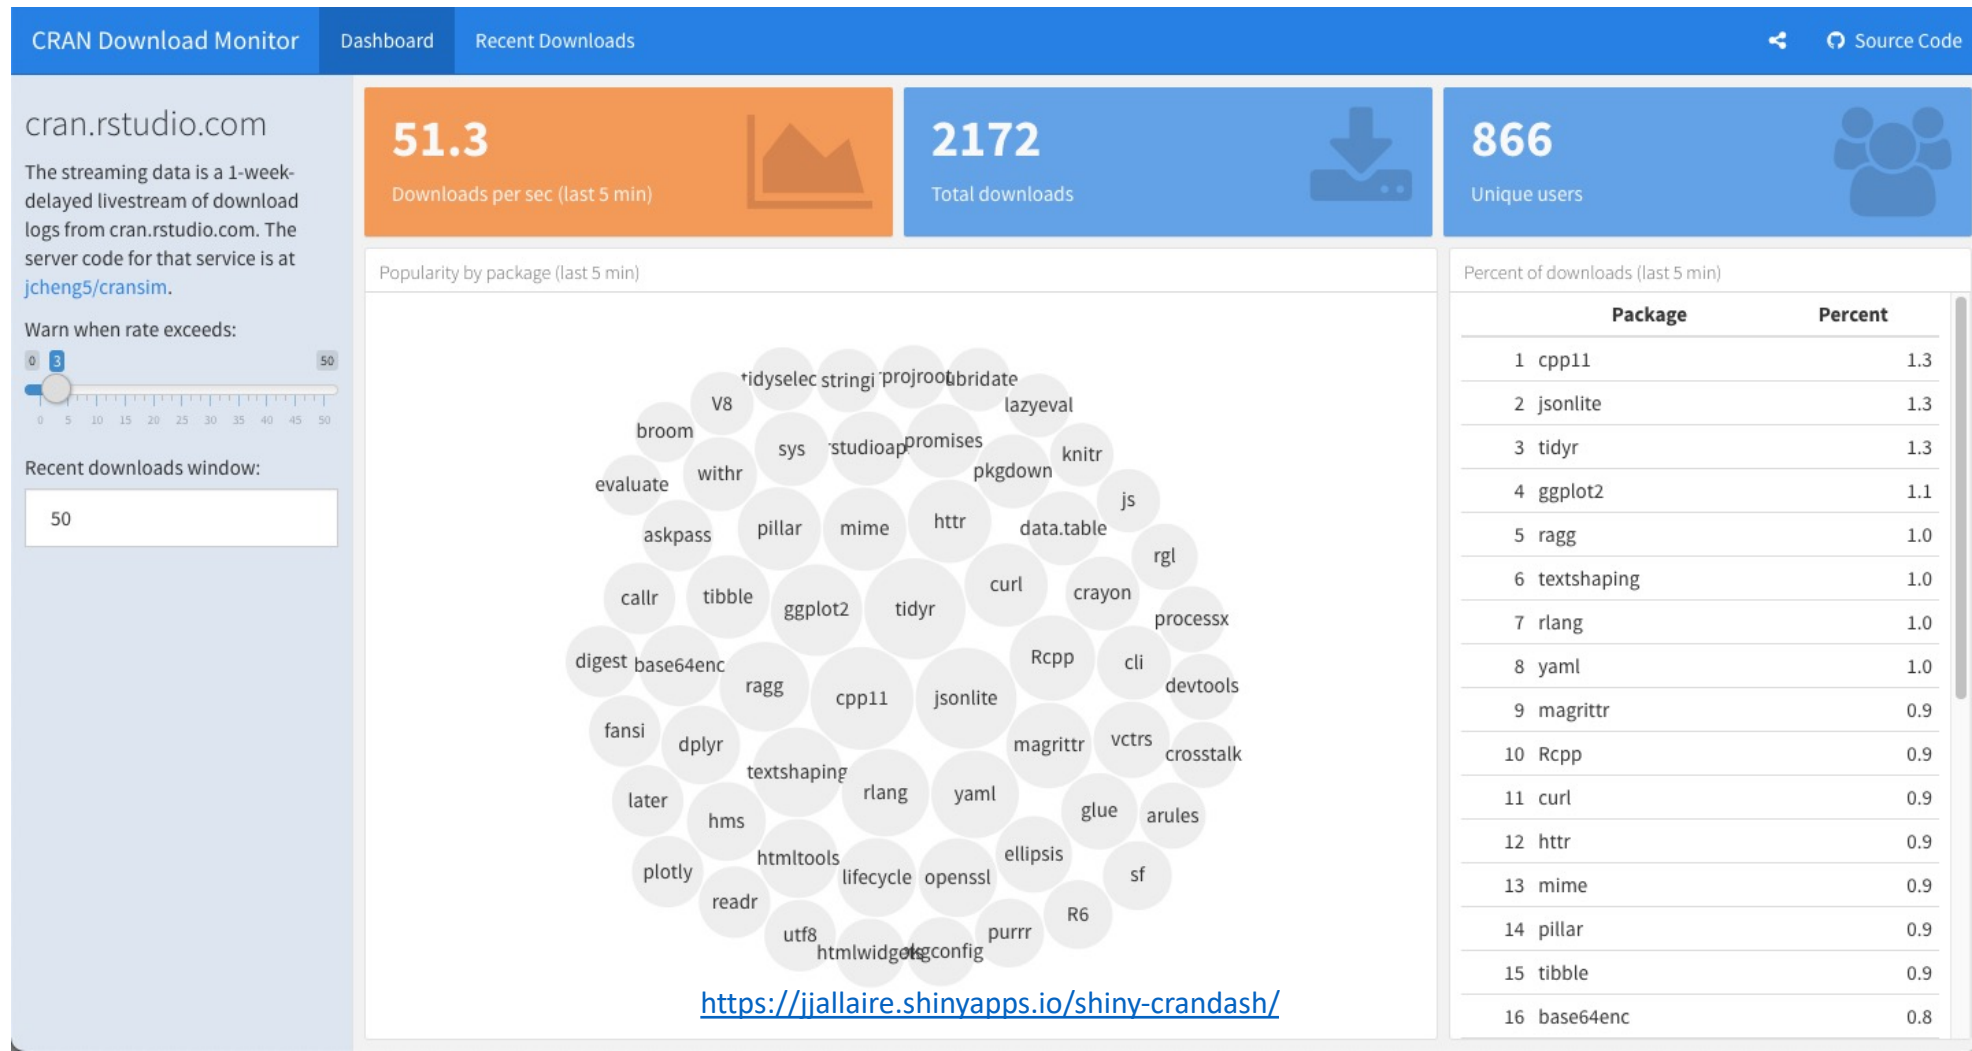 CRAN Download Monitor Dashboard Recent Downloads Source Code
cran.rstudio.com
The streaming data is a 1-week-
delayed livestream of download
logs from cran.rstudio.com. The
server code for that service is at
jcheng5/cransim.
Warn when rate exceeds:
0 3 50
0 5 10 15 20 25 30 35 40 45 50
Recent downloads window:
50
51.3
Downloads per sec (last 5 min)
2172
Total downloads
866
Unique users
Popularity by package (last 5 min)
tidyselec stringi rprojroot ubridate
V8 lazyeval
broom sys rstudioap promises knitr
evaluate withr pkgdown js
askpass pillar mime httr data.table rgl
callr tibble ggplot2 tidyr curl crayon processx
digest base64enc ragg cpp11 jsonlite Rcpp cli devtools
fansi dplyr magrittr vctrs crosstalk
textshaping rlang yaml
later hms glue arules
plotly htmltools lifecycle openssl ellipsis sf
readr R6
utf8 htmlwidgets pkgconfig purrr
https://jjallaire.shinyapps.io/shiny-crandash/
Percent of downloads (last 5 min)
Package Percent
1 cpp11 1.3
2 jsonlite 1.3
3 tidyr 1.3
4 ggplot2 1.1
5 ragg 1.0
6 textshaping 1.0
7 rlang 1.0
8 yaml 1.0
9 magrittr 0.9
10 Rcpp 0.9
11 curl 0.9
12 httr 0.9
13 mime 0.9
14 pillar 0.9
15 tibble 0.9
16 base64enc 0.8